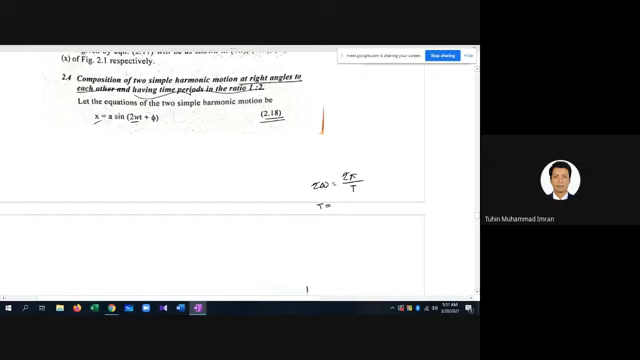 (x) of Fig. 2.1 respectively.
2.4 Composition of two simple harmonic motion at right angles to
each other and having time periods in the ratio 1:2.
Let the equations of the two simple harmonic motion be
x = a sin (2wt + ϕ) (2.18)
2ω = 2π / T
T =
meet.google.com is sharing your screen.
Stop sharing
Hide
Tuhin Muhammad Imran
5:51 AM